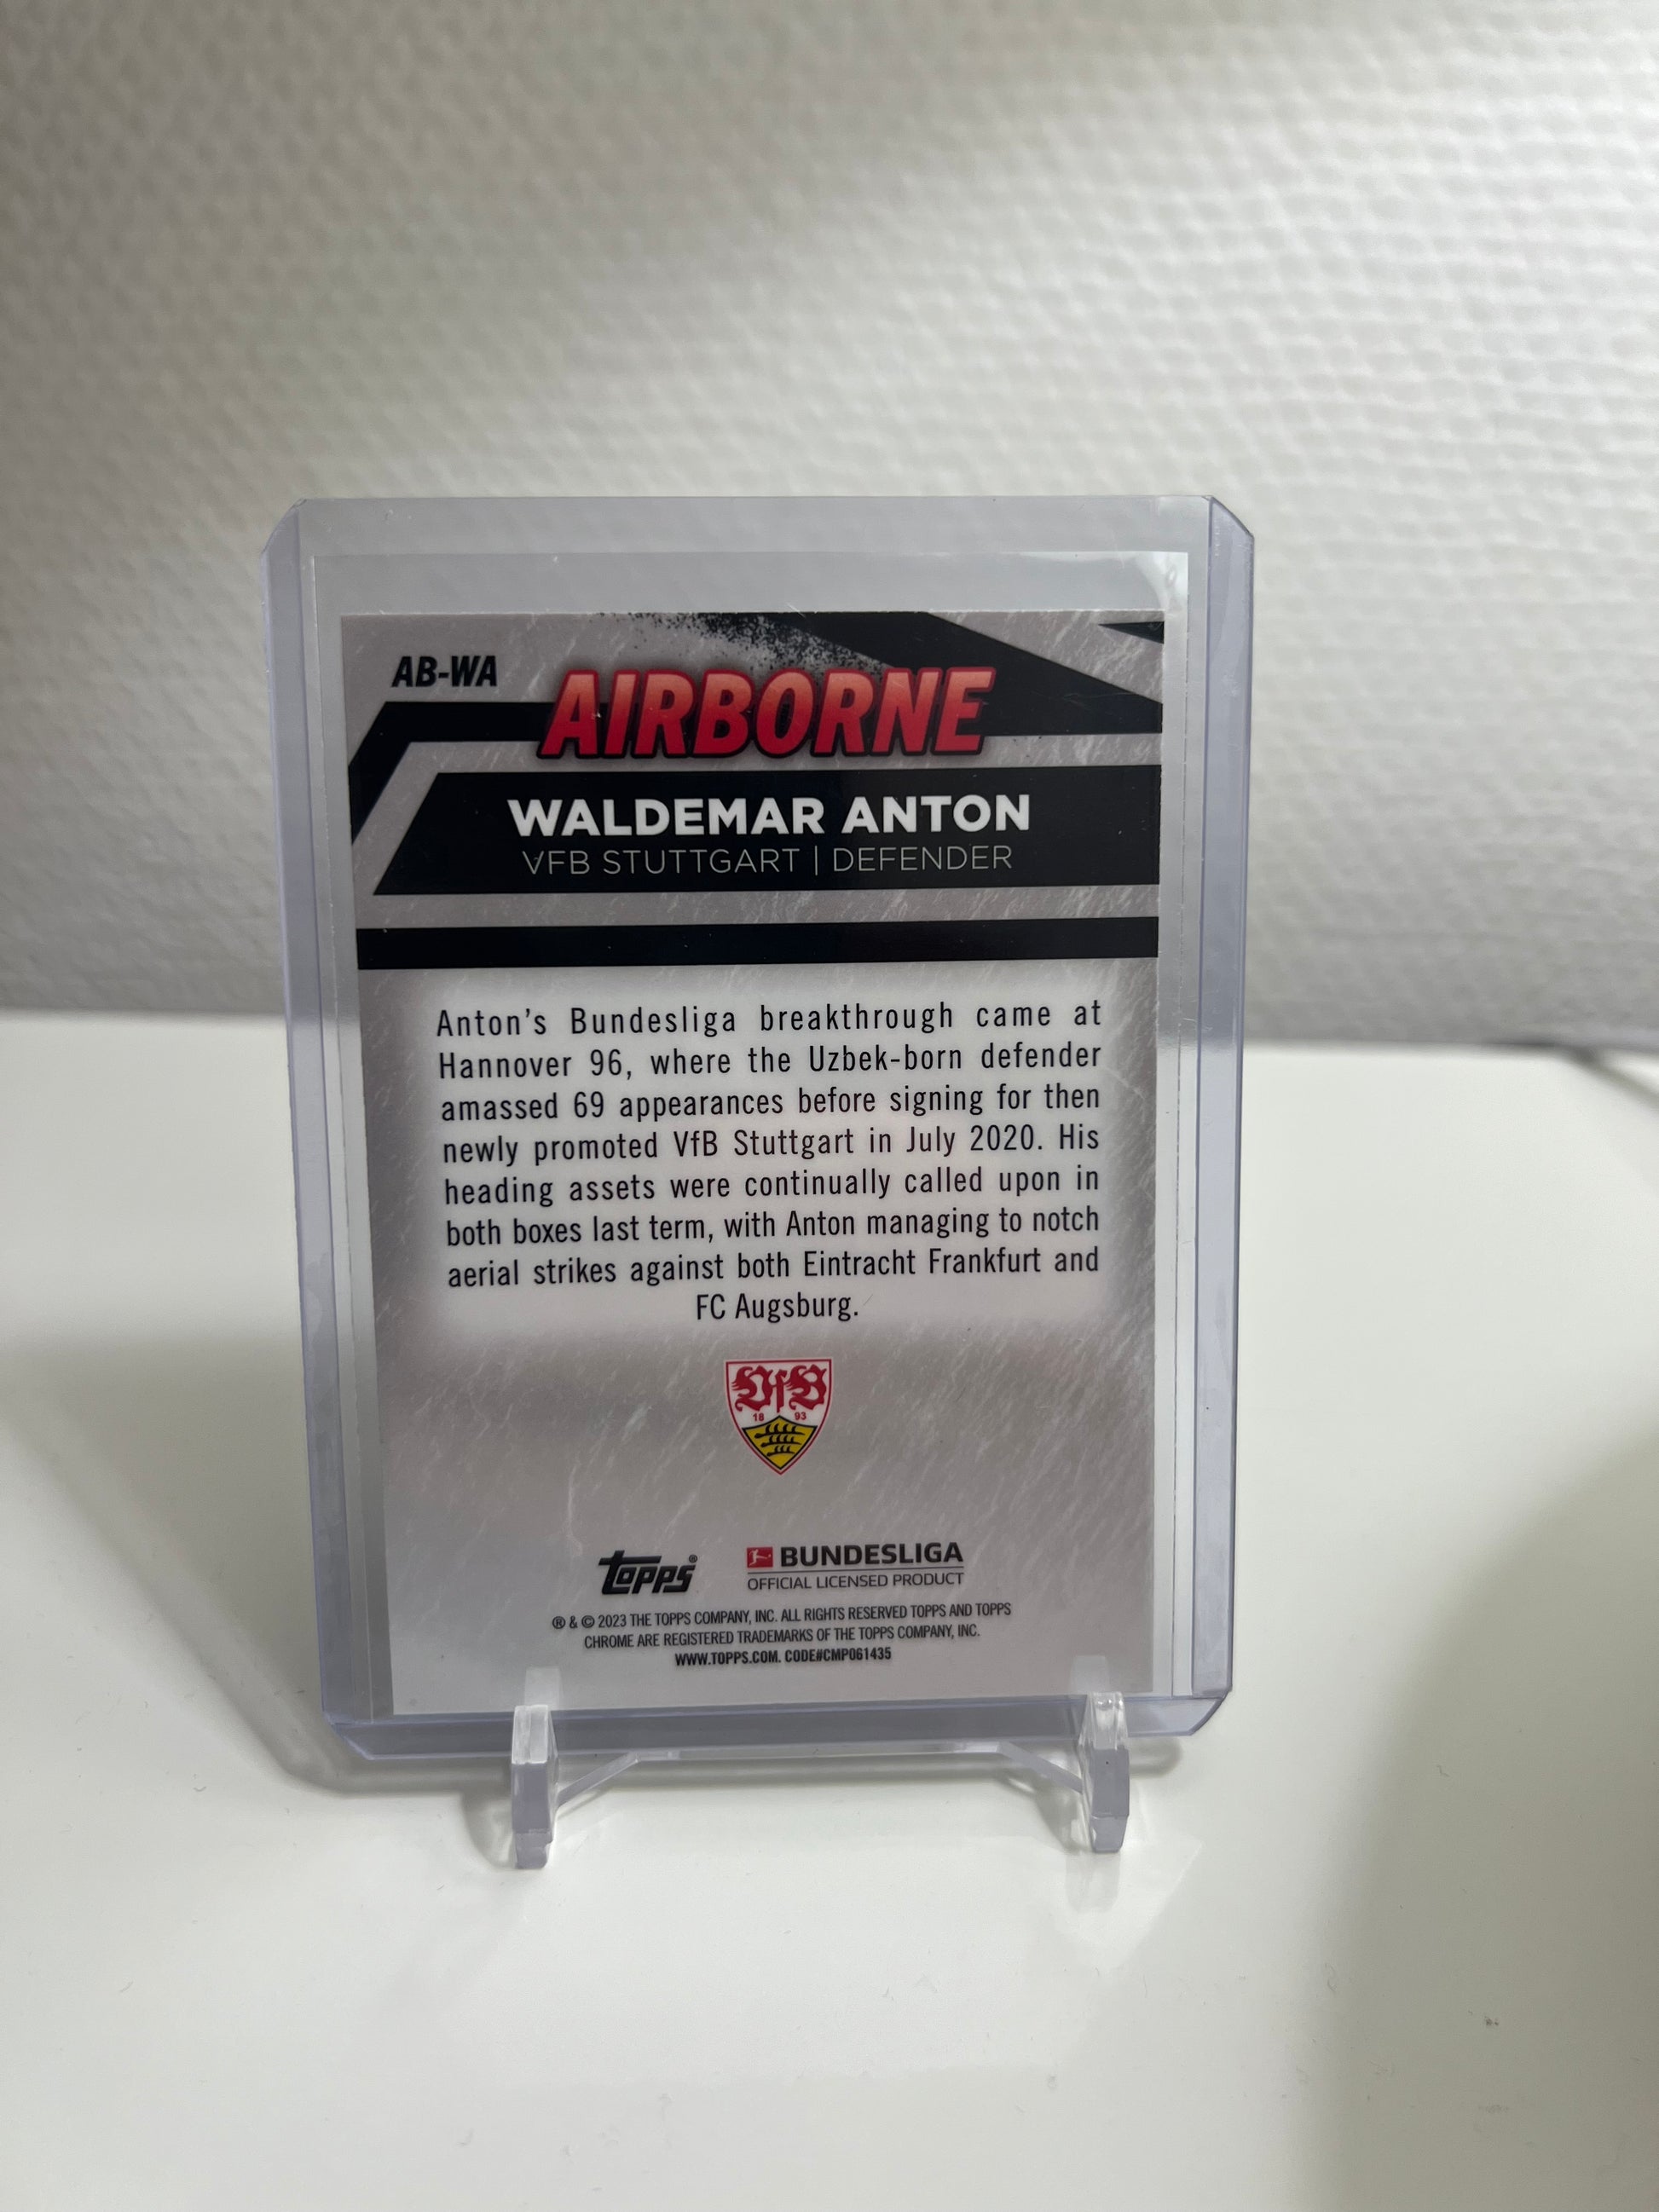 AB-WA
AIRBORNE
WALDEMAR ANTON
VFB STUTTGART | DEFENDER
Anton's Bundesliga breakthrough came at
Hannover 96, where the Uzbek-born defender
amassed 69 appearances before signing for then
newly promoted VfB Stuttgart in July 2020. His
heading assets were continually called upon in
both boxes last term, with Anton managing to notch
aerial strikes against both Eintracht Frankfurt and
FC Augsburg.
VfB
18 93
topps®
BUNDESLIGA
OFFICIAL LICENSED PRODUCT
® & © 2023 THE TOPPS COMPANY, INC. ALL RIGHTS RESERVED TOPPS AND TOPPS
CHROME ARE REGISTERED TRADEMARKS OF THE TOPPS COMPANY, INC.
WWW.TOPPS.COM. CODE#CMP061435